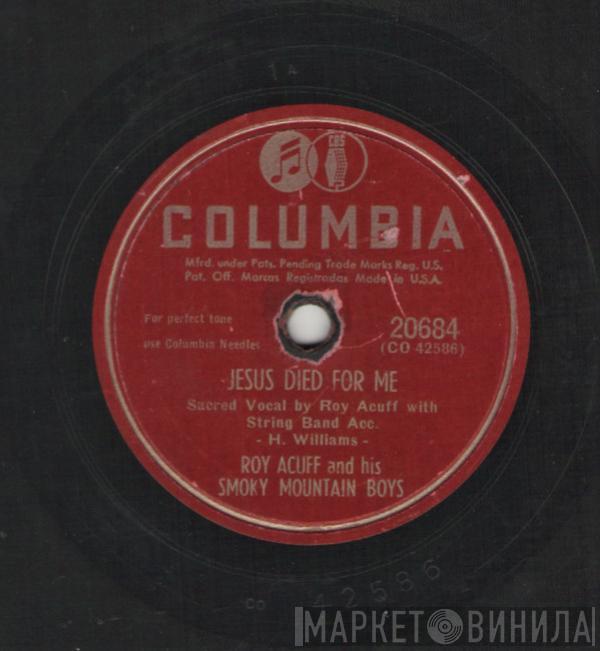 1A
CBS
COLUMBIA
Mfrd. under Pats. Pending Trade Marks Reg. U.S.
Pat. Off. Marcas Registradas Made in U.S.A.
For perfect tone
use Columbia Needles
20684
(CO 42586)
JESUS DIED FOR ME
Sacred Vocal by Roy Acuff with
String Band Acc.
- H. Williams -
ROY ACUFF and his
SMOKY MOUNTAIN BOYS
CO 42586
МАРКЕТ ВИНИЛА